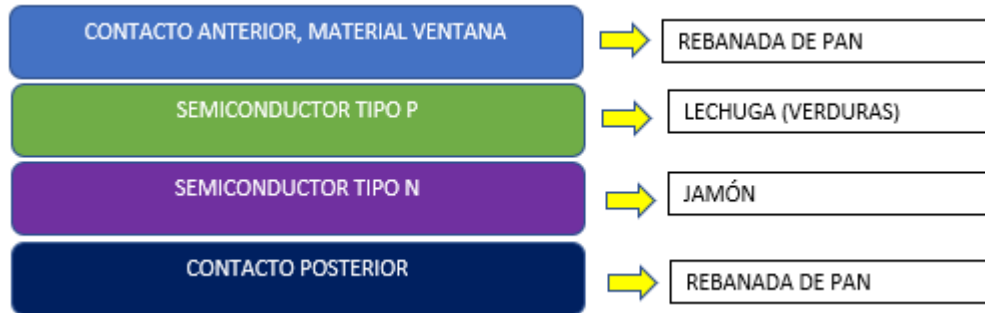 CONTACTO ANTERIOR, MATERIAL VENTANA
REBANADA DE PAN
SEMICONDUCTOR TIPO P
LECHUGA (VERDURAS)
SEMICONDUCTOR TIPO N
JAMÓN
CONTACTO POSTERIOR
REBANADA DE PAN